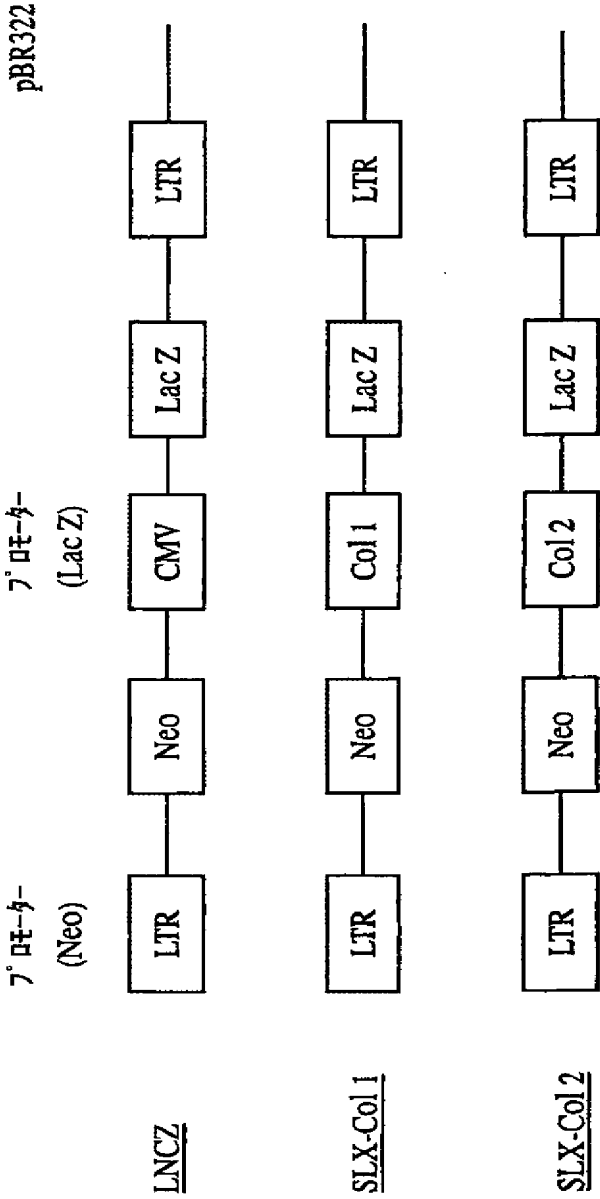 ﾌﾟﾛﾓｰﾀｰ ﾌﾟﾛﾓｰﾀｰ
(Neo) (Lac Z) pBR322
LNCZ LTR Neo CMV Lac Z LTR
SLX-Col 1 LTR Neo Col 1 Lac Z LTR
SLX-Col 2 LTR Neo Col 2 Lac Z LTR